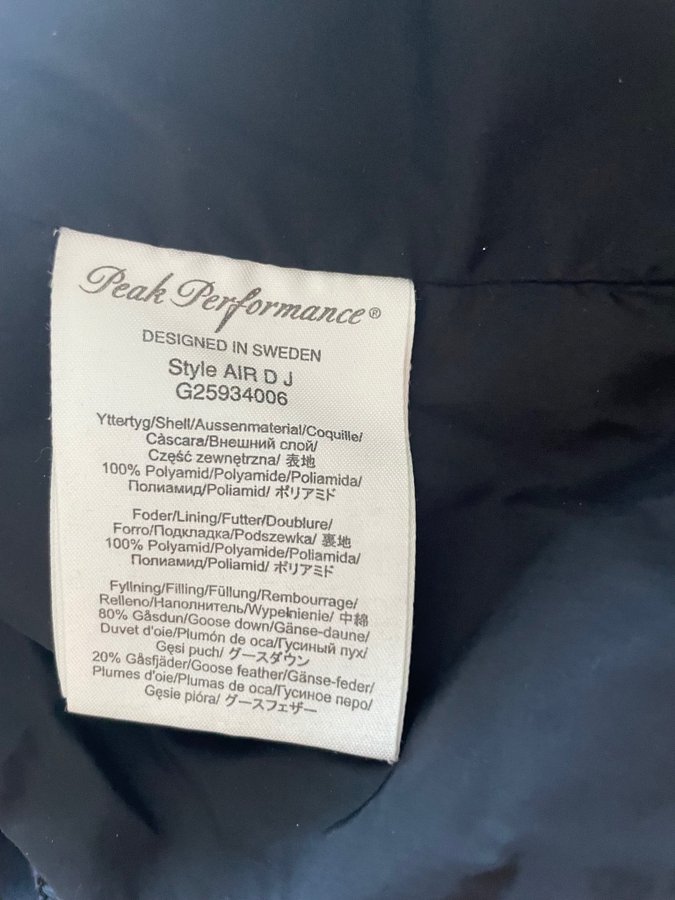 Peak Performance®
DESIGNED IN SWEDEN
Style AIR D J
G25934006
Yttertyg/Shell/Aussenmaterial/Coquille/
Càscara/Внешний слой/
Część zewnętrzna/ 表地
100% Polyamid/Polyamide/Poliamida/
Полиамид/Poliamid/ ポリアミド
Foder/Lining/Futter/Doublure/
Forro/Подкладка/Podszewka/ 裏地
100% Polyamid/Polyamide/Poliamida/
Полиамид/Poliamid/ ポリアミド
Fyllning/Filling/Füllung/Rembourrage/
Relleno/Наполнитель/Wypełnienie/ 中綿
80% Gåsdun/Goose down/Gänse-daune/
Duvet d'oie/Plumón de oca/Гусиный пух/
Gęsi puch/ グースダウン
20% Gåsfjäder/Goose feather/Gänse-feder/
Plumes d'oie/Plumas de oca/Гусиное перо/
Gęsie pióra/ グースフェザー